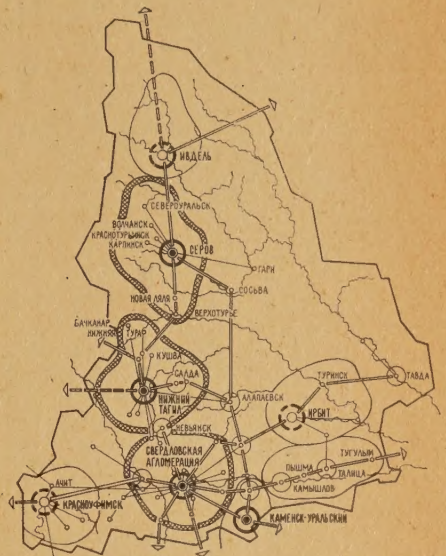 ИВДЕЛЬ
СЕВЕРОУРАЛЬСК
ВОЛЧАНСК
КРАСНОТУРЬИНСК
КАРПИНСК
СЕРОВ
ГАРИ
СОСЬВА
НОВАЯ ЛЯЛЯ
ВЕРХОТУРЬЕ
КАЧКАНАР
НИЖНЯЯ
ТУРА
КУШВА
САЛДА
ТУРИНСК
ТАВДА
НИЖНИЙ
ТАГИЛ
АЛАПАЕВСК
ИРБИТ
НЕВЬЯНСК
СВЕРДЛОВСКАЯ
АГЛОМЕРАЦИЯ
ТУГУЛЫМ
ПЫШМА
ТАЛИЦА
КАМЫШЛОВ
АЧИТ
КРАСНОУФИМСК
КАМЕНСК-УРАЛЬСКИЙ